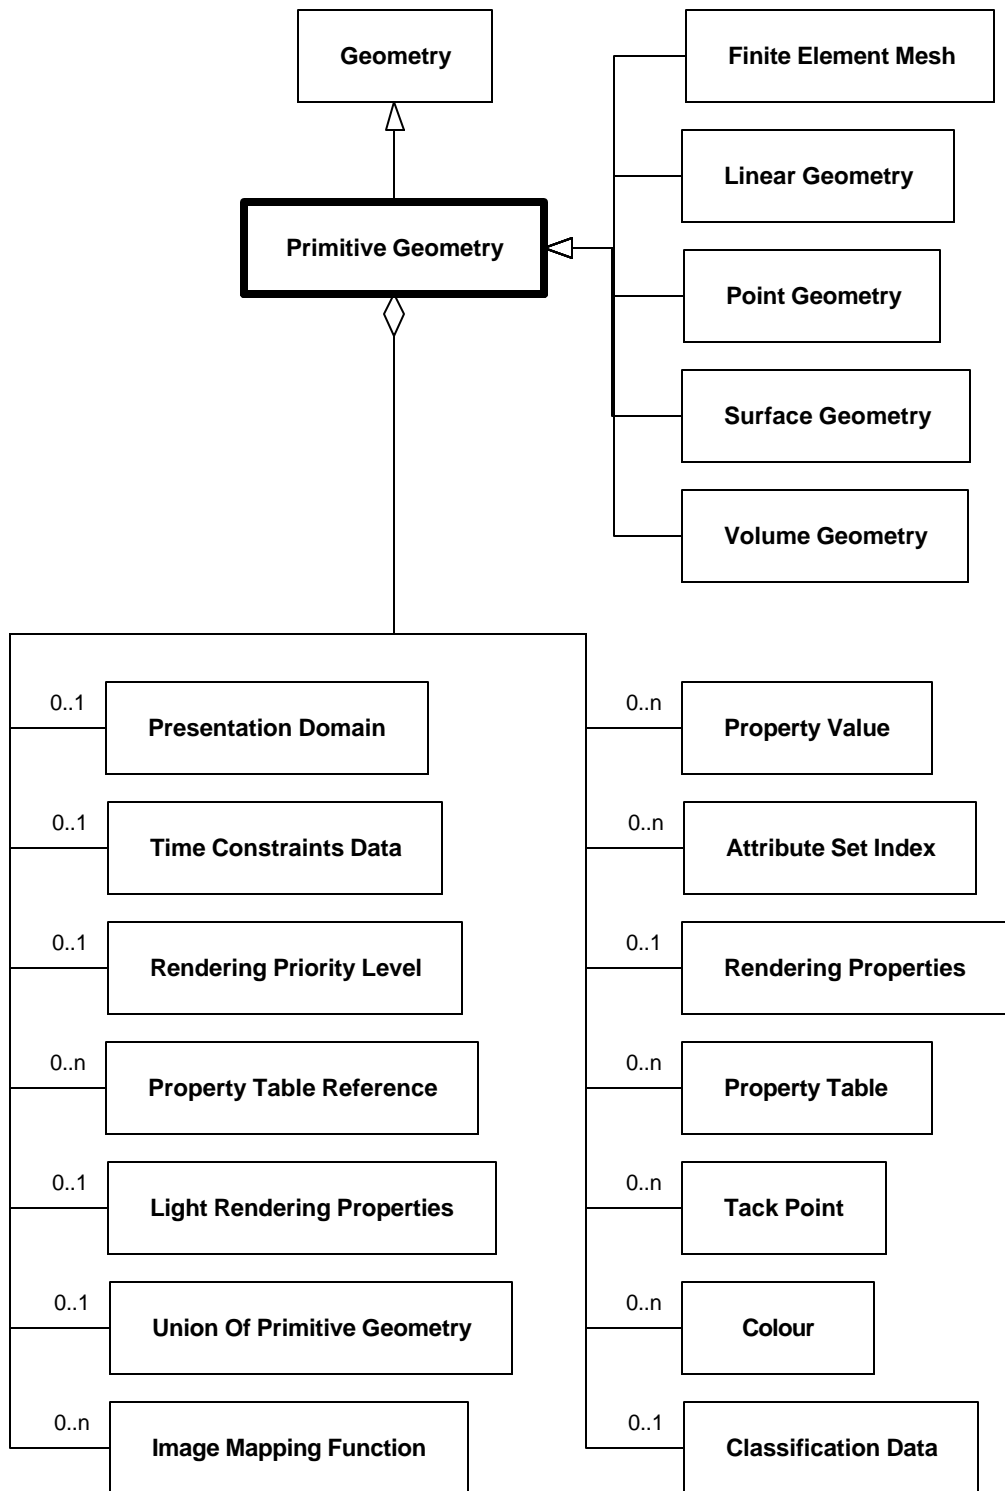 Geometry
Finite Element Mesh
Linear Geometry
Primitive Geometry
Point Geometry
Surface Geometry
Volume Geometry
0..1
Presentation Domain
0..n
Property Value
0..1
Time Constraints Data
0..n
Attribute Set Index
0..1
Rendering Priority Level
0..1
Rendering Properties
0..n
Property Table Reference
0..n
Property Table
0..1
Light Rendering Properties
0..n
Tack Point
0..1
Union Of Primitive Geometry
0..n
Colour
0..n
Image Mapping Function
0..1
Classification Data